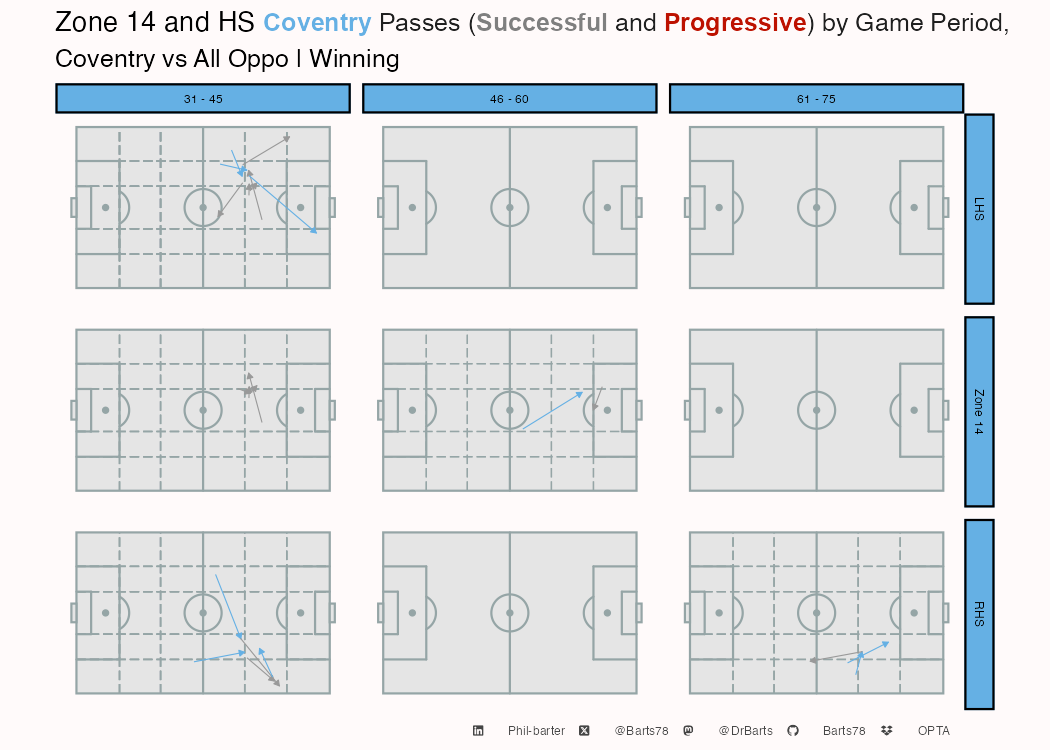 Zone 14 and HS Coventry Passes (Successful and Progressive) by Game Period,
Coventry vs All Oppo | Winning
31 - 45
46 - 60
61 - 75
LHS
Zone 14
RHS
Phil-barter @Barts78 @DrBarts Barts78 OPTA